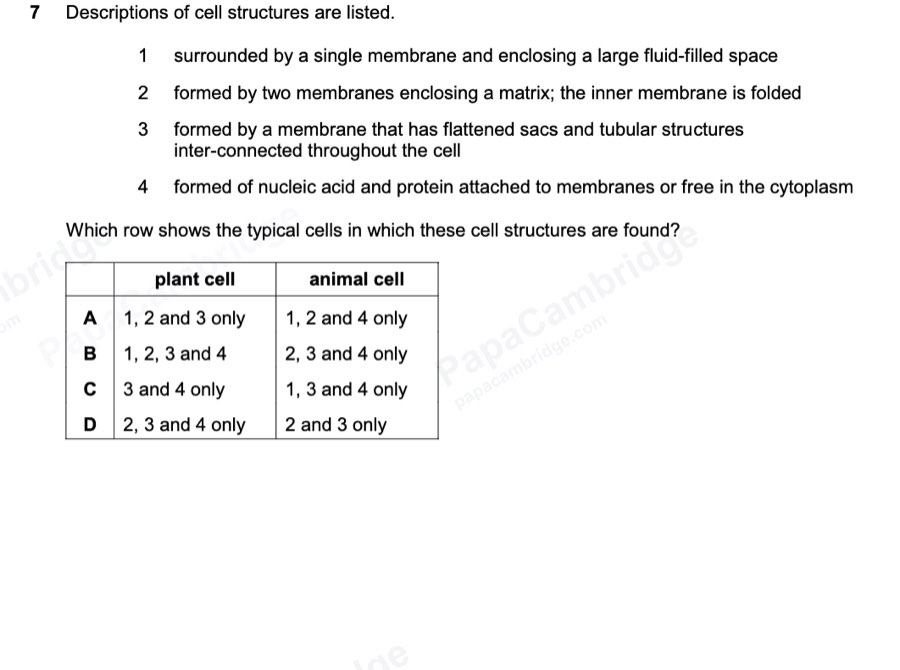 7 Descriptions of cell structures are listed.
1 surrounded by a single membrane and enclosing a large fluid-filled space
2 formed by two membranes enclosing a matrix; the inner membrane is folded
3 formed by a membrane that has flattened sacs and tubular structures
inter-connected throughout the cell
4 formed of nucleic acid and protein attached to membranes or free in the cytoplasm
Which row shows the typical cells in which these cell structures are found?
plant cell animal cell
A 1, 2 and 3 only 1, 2 and 4 only
B 1, 2, 3 and 4 2, 3 and 4 only
C 3 and 4 only 1, 3 and 4 only
D 2, 3 and 4 only 2 and 3 only
PapaCambridge
papacambridge.com